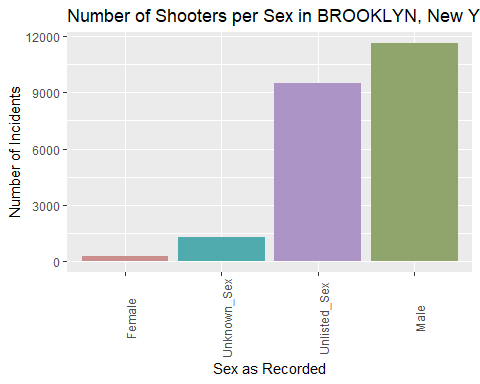 Number of Shooters per Sex in BROOKLYN, New Y
12000
9000
6000
3000
0
Number of Incidents
Female
Unknown_Sex
Unlisted_Sex
Male
Sex as Recorded